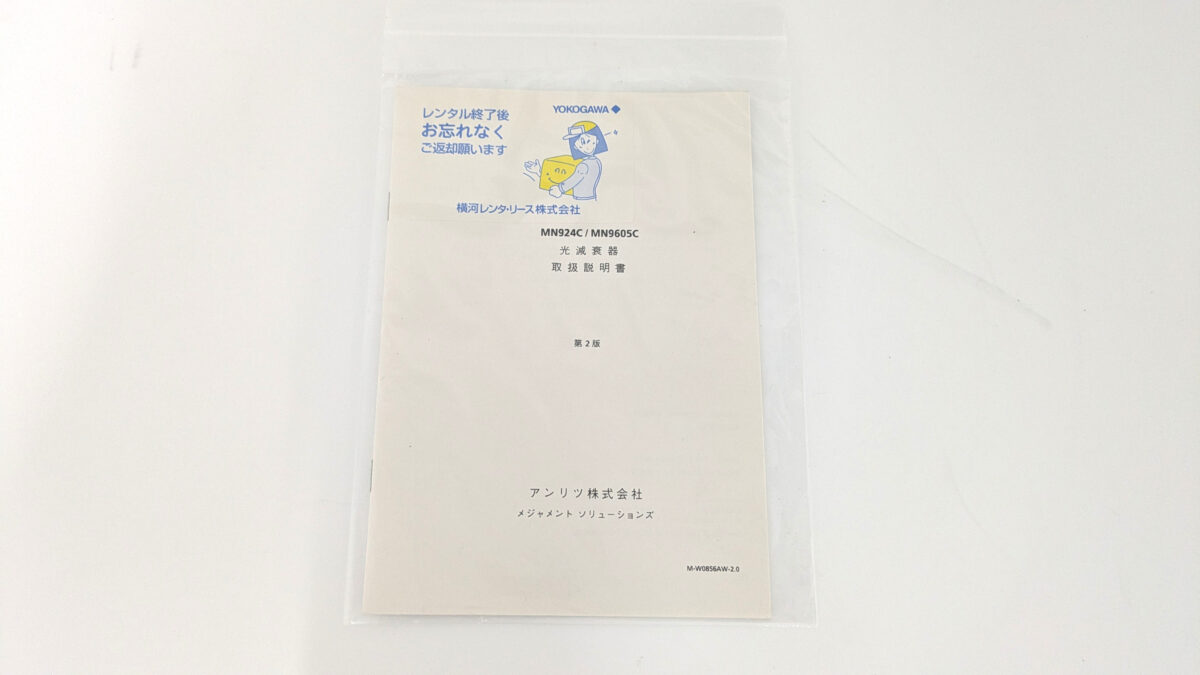 レンタル終了後
お忘れなく
ご返却願います
YOKOGAWA
横河レンタ・リース株式会社
MN924C / MN9605C
光減衰器
取扱説明書
第2版
アンリツ株式会社
メジャメント ソリューションズ
M-W0856AW-2.0